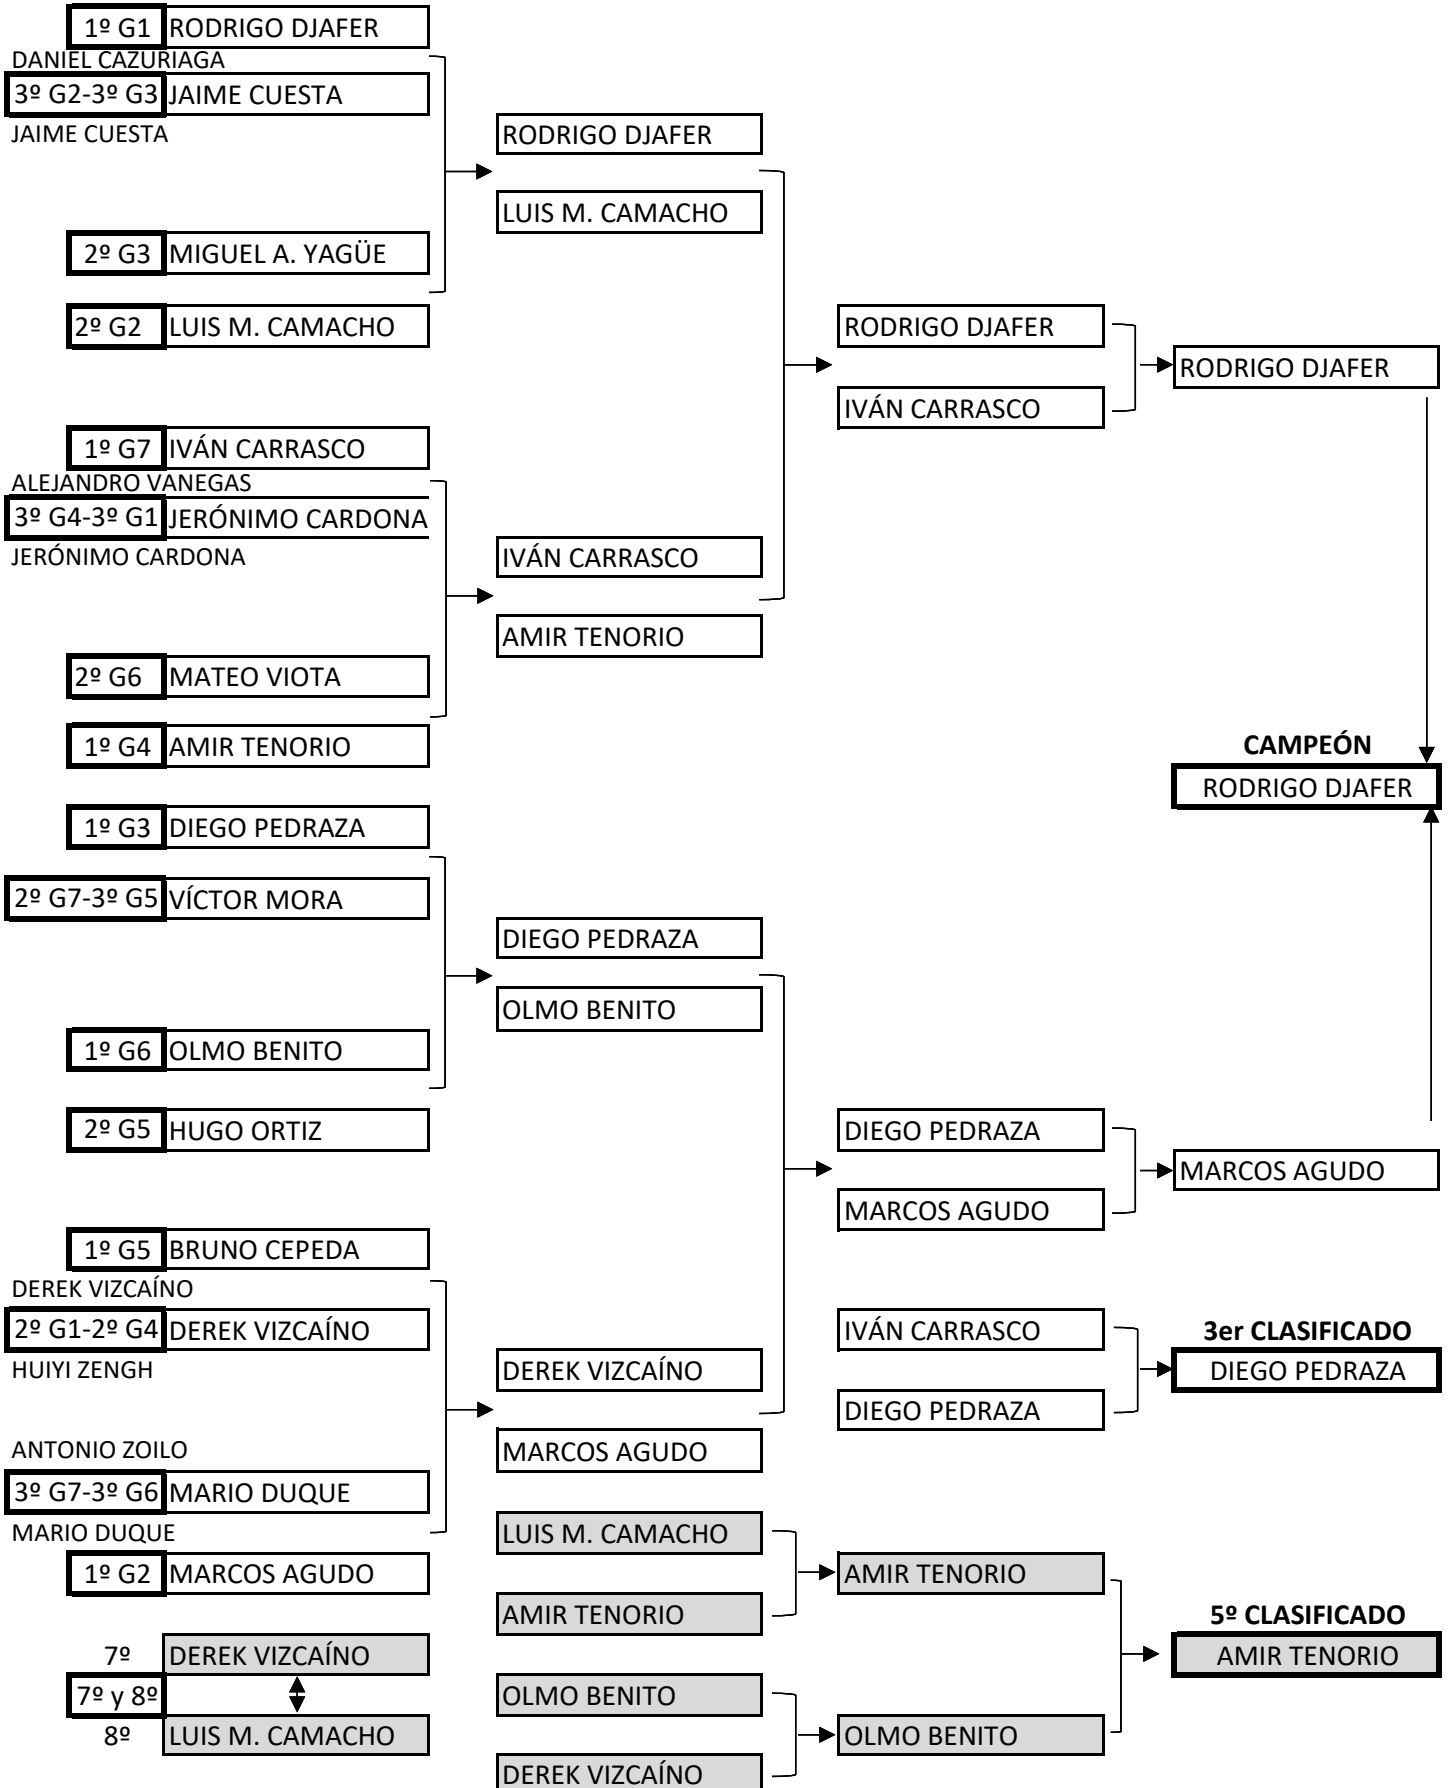 1º G1 RODRIGO DJAFER
DANIEL CAZURIAGA
3º G2-3º G3 JAIME CUESTA
JAIME CUESTA
RODRIGO DJAFER
LUIS M. CAMACHO
2º G3 MIGUEL A. YAGÜE
2º G2 LUIS M. CAMACHO
RODRIGO DJAFER
RODRIGO DJAFER
IVÁN CARRASCO
1º G7 IVÁN CARRASCO
ALEJANDRO VANEGAS
3º G4-3º G1 JERÓNIMO CARDONA
JERÓNIMO CARDONA
IVÁN CARRASCO
AMIR TENORIO
2º G6 MATEO VIOTA
1º G4 AMIR TENORIO
CAMPEÓN
RODRIGO DJAFER
1º G3 DIEGO PEDRAZA
2º G7-3º G5 VÍCTOR MORA
DIEGO PEDRAZA
OLMO BENITO
1º G6 OLMO BENITO
2º G5 HUGO ORTIZ
DIEGO PEDRAZA
MARCOS AGUDO
MARCOS AGUDO
1º G5 BRUNO CEPEDA
DEREK VIZCAÍNO
2º G1-2º G4 DEREK VIZCAÍNO
HUIYI ZENGH
IVÁN CARRASCO
3er CLASIFICADO
DIEGO PEDRAZA
DEREK VIZCAÍNO
DIEGO PEDRAZA
MARCOS AGUDO
ANTONIO ZOILO
3º G7-3º G6 MARIO DUQUE
MARIO DUQUE
LUIS M. CAMACHO
1º G2 MARCOS AGUDO
AMIR TENORIO
AMIR TENORIO
5º CLASIFICADO
AMIR TENORIO
7º DEREK VIZCAÍNO
7º y 8º
OLMO BENITO
8º LUIS M. CAMACHO
OLMO BENITO
DEREK VIZCAÍNO